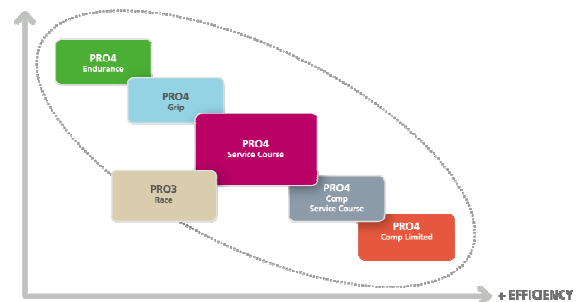 PRO4
Endurance
PRO4
Grip
PRO4
Service Course
PRO3
Race
PRO4
Comp
Service Course
PRO4
Comp Limited
+ EFFICIENCY